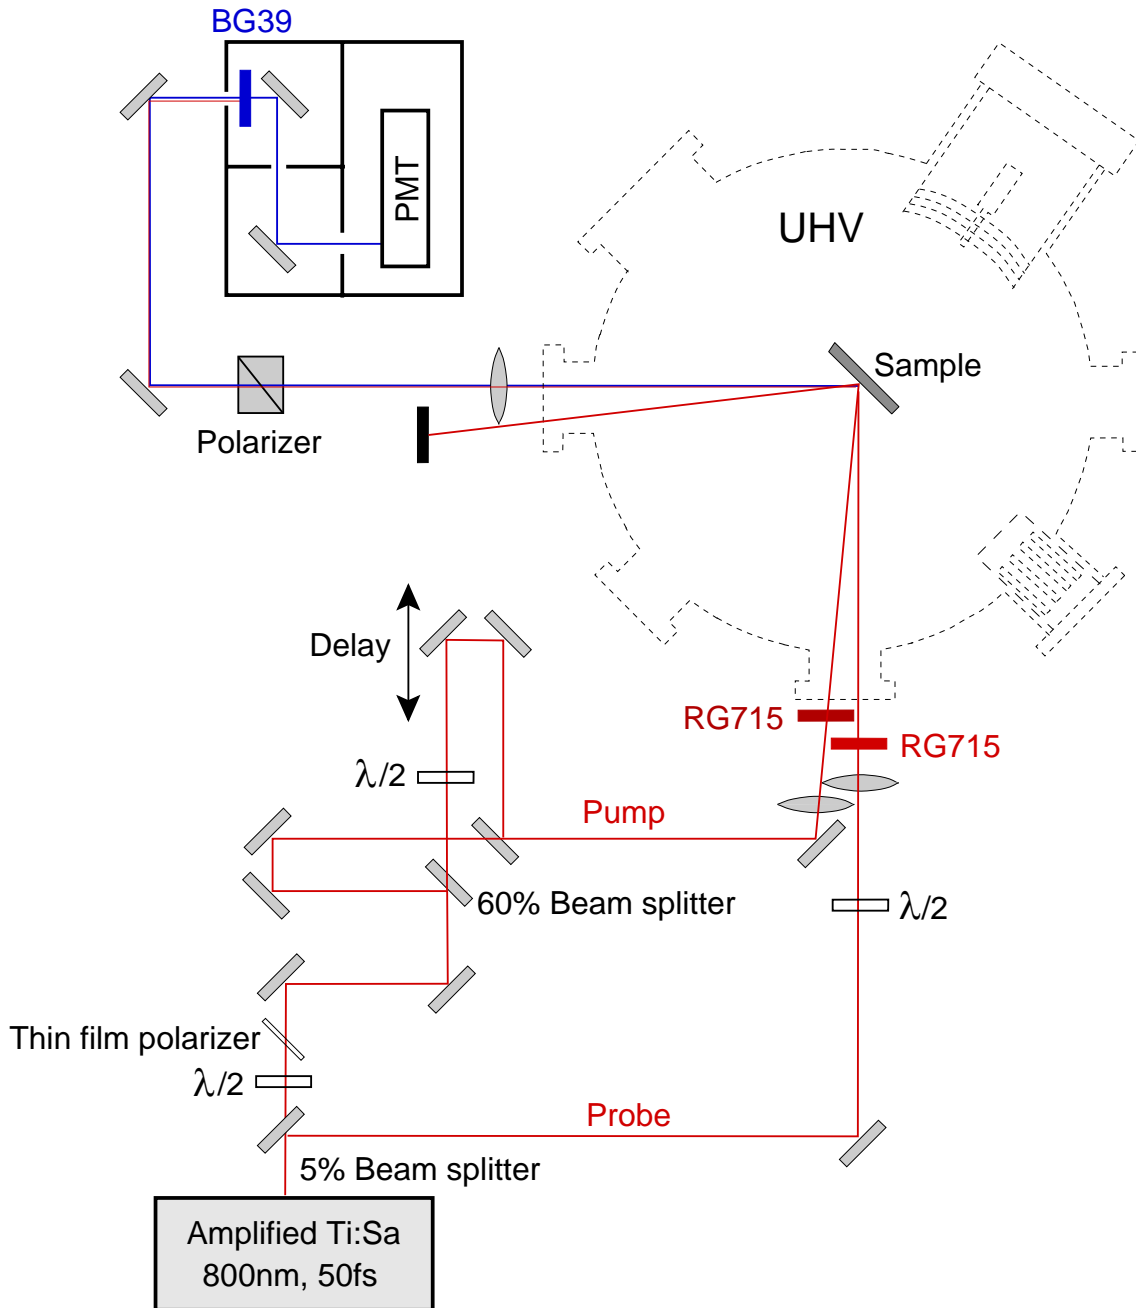 BG39
PMT
UHV
Sample
Polarizer
Delay
RG715
RG715
λ/2
Pump
60% Beam splitter
λ/2
Thin film polarizer
λ/2
Probe
5% Beam splitter
Amplified Ti:Sa
800nm, 50fs